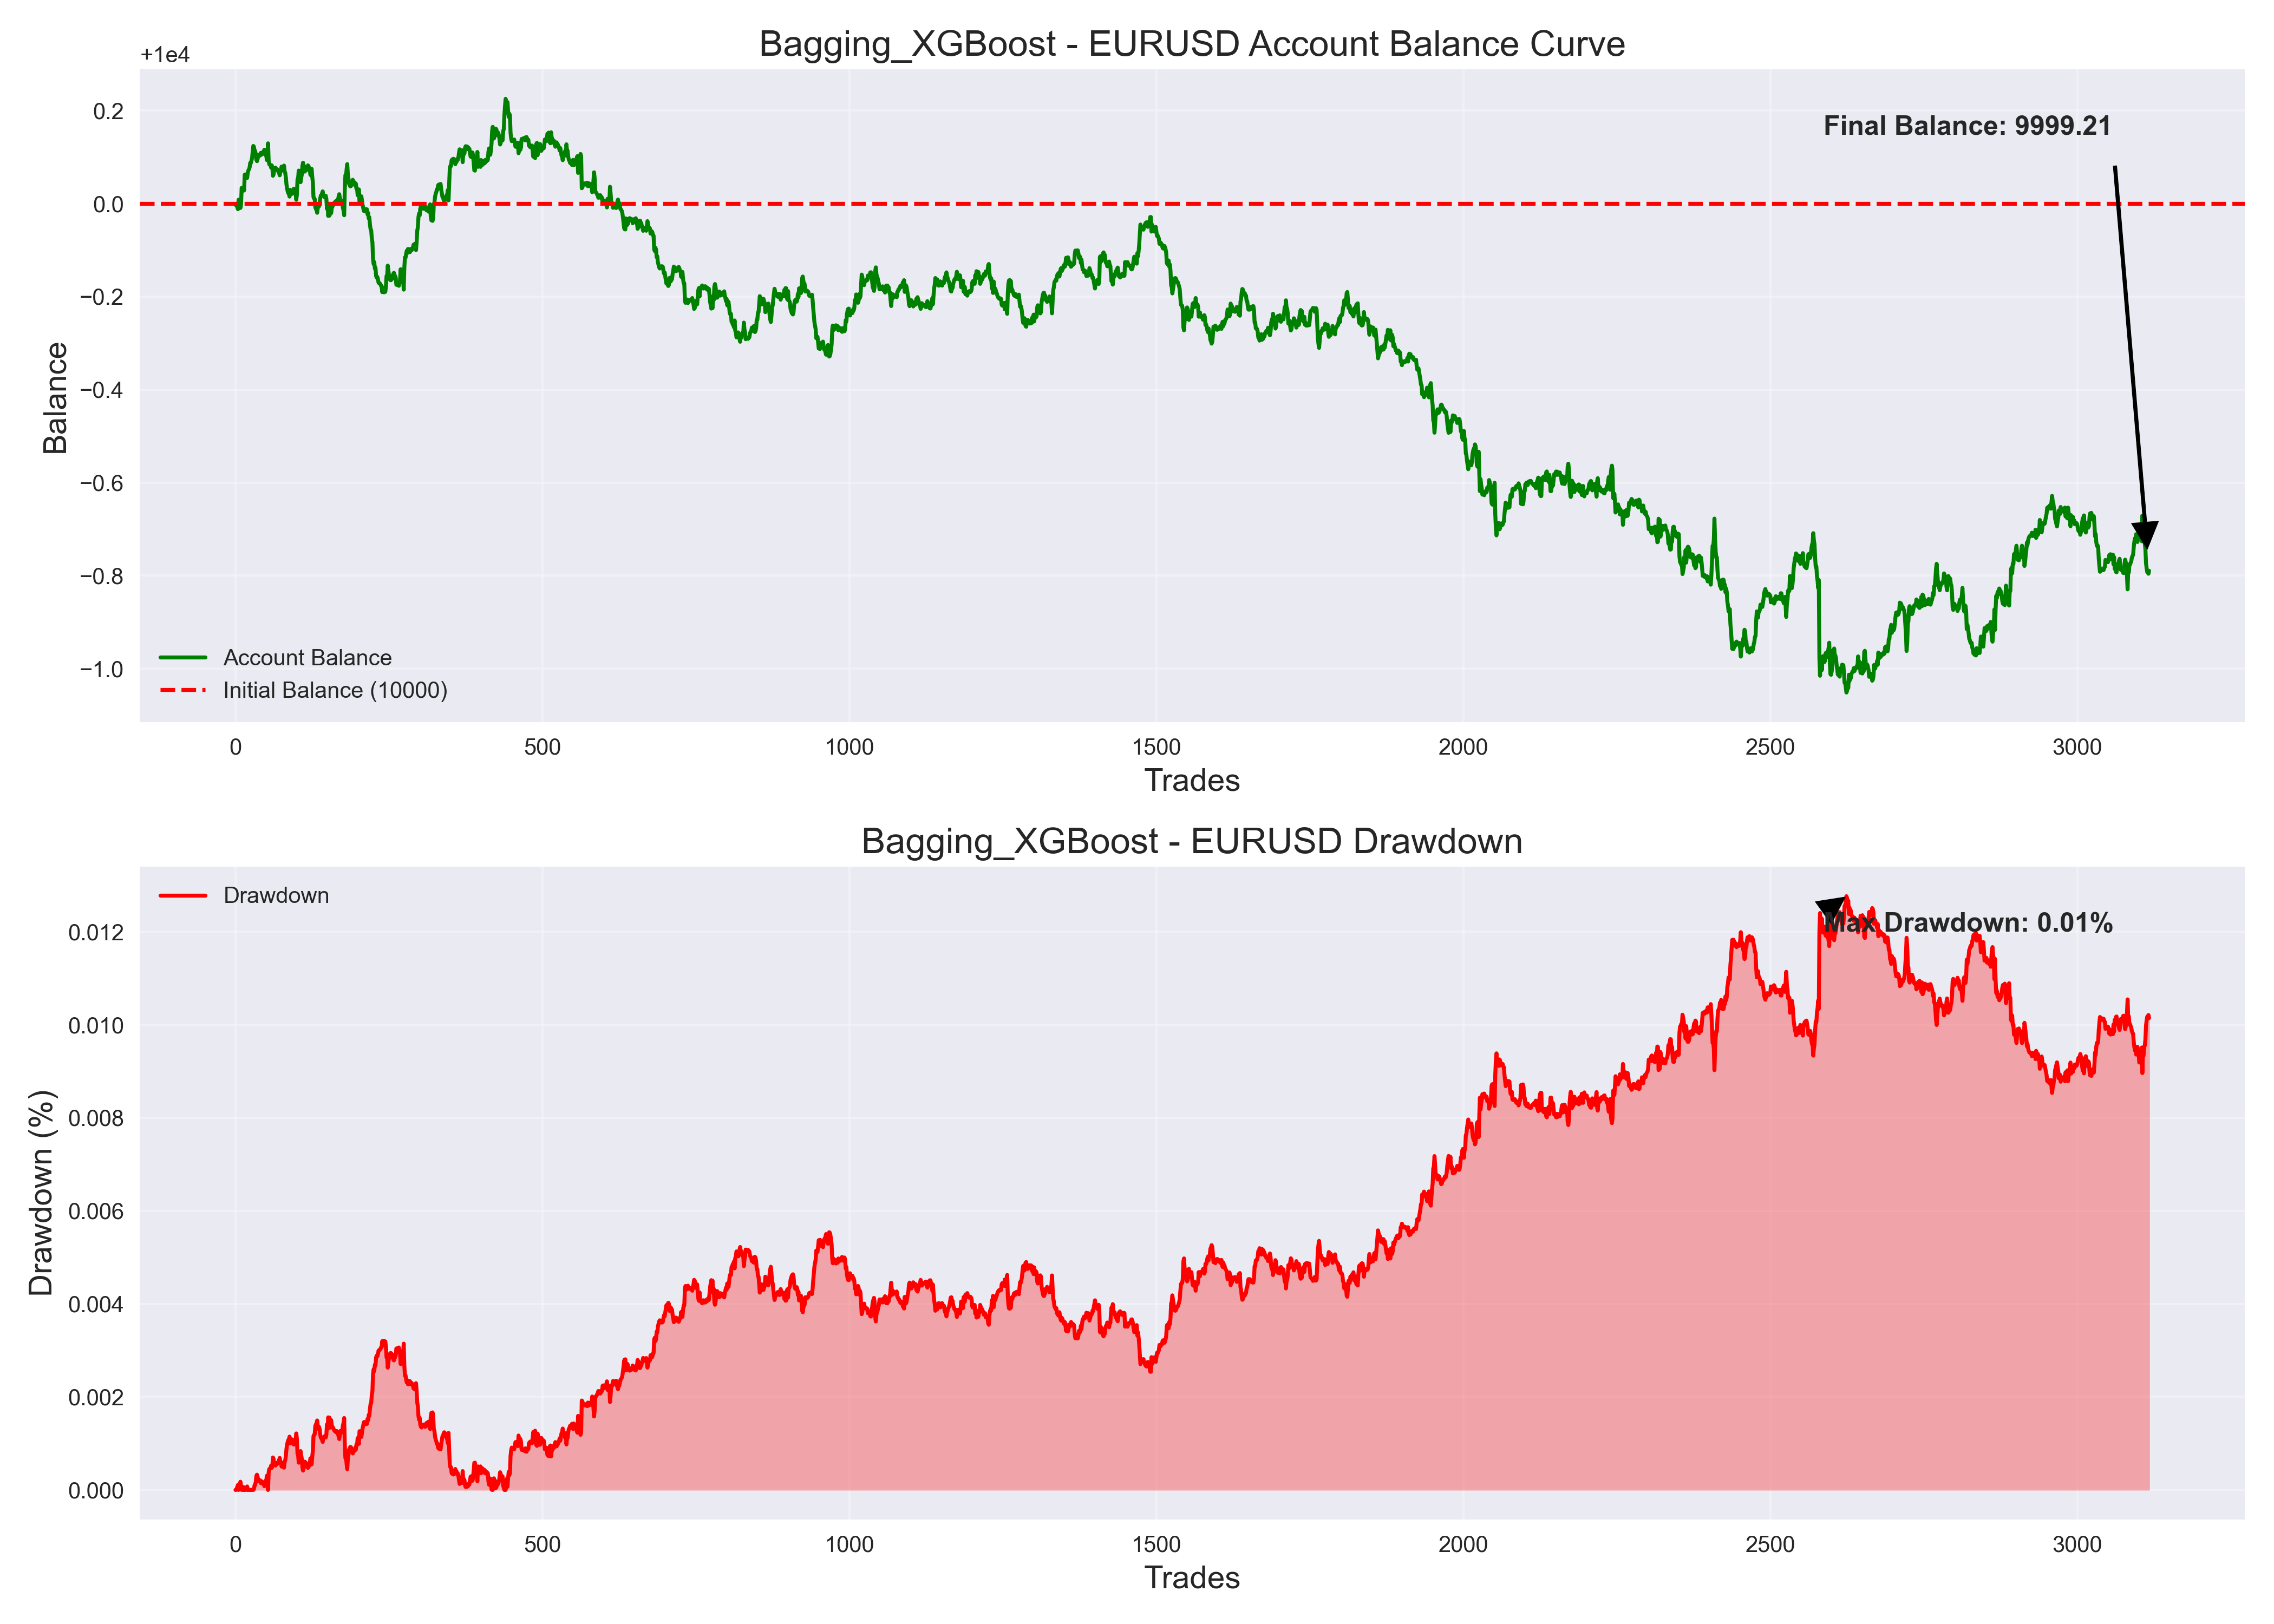 Bagging_XGBoost - EURUSD Account Balance Curve
+1e4
0.2
0.0
−0.2
−0.4
−0.6
−0.8
−1.0
Balance
Final Balance: 9999.21
Account Balance
Initial Balance (10000)
0 500 1000 1500 2000 2500 3000
Trades
Bagging_XGBoost - EURUSD Drawdown
Drawdown
Max Drawdown: 0.01%
0.012
0.010
0.008
0.006
0.004
0.002
0.000
Drawdown (%)
0 500 1000 1500 2000 2500 3000
Trades